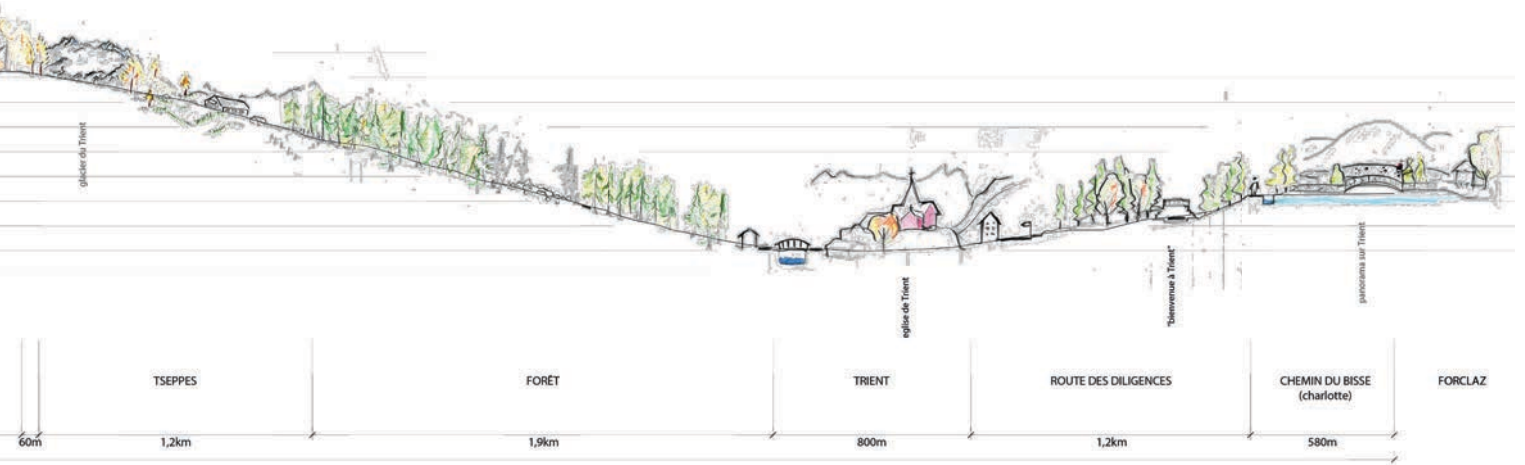 glacier du Trient
eglise de Trient
"bienvenue à Trient"
panorama sur Trient
TSEPPES
FORÊT
TRIENT
ROUTE DES DILIGENCES
CHEMIN DU BISSE
(charlotte)
FORCLAZ
60m
1,2km
1,9km
800m
1,2km
580m